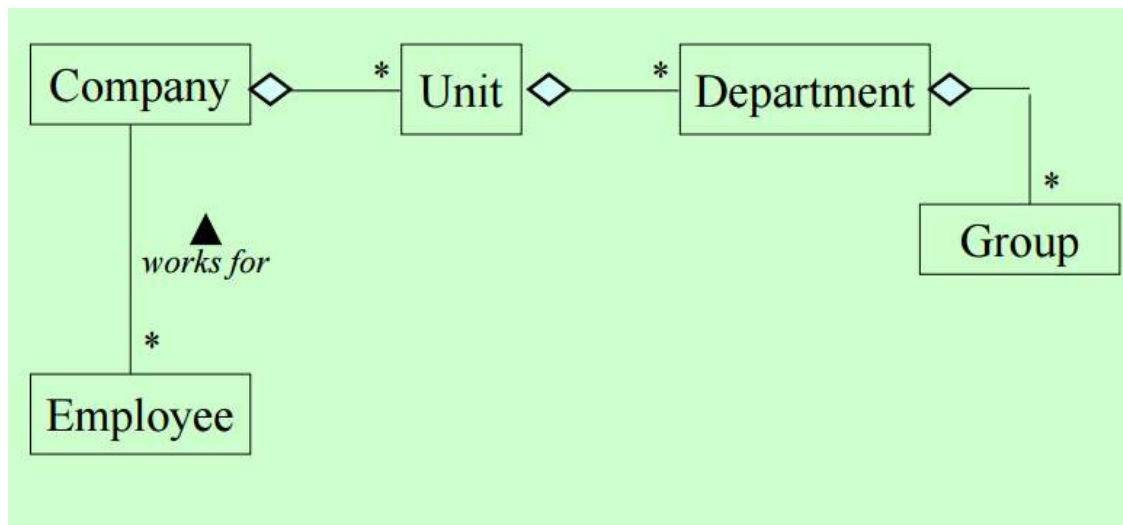 Company
*
Unit
*
Department
*
Group
works for
*
Employee